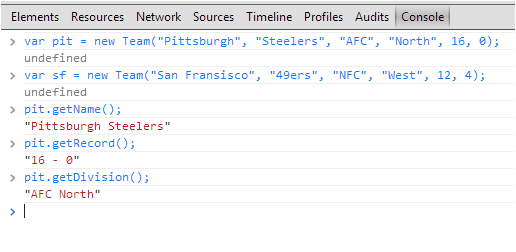 Elements Resources Network Sources Timeline Profiles Audits Console
> var pit = new Team("Pittsburgh", "Steelers", "AFC", "North", 16, 0);
undefined
> var sf = new Team("San Fransisco", "49ers", "NFC", "West", 12, 4);
undefined
> pit.getName();
"Pittsburgh Steelers"
> pit.getRecord();
"16 - 0"
> pit.getDivision();
"AFC North"
>